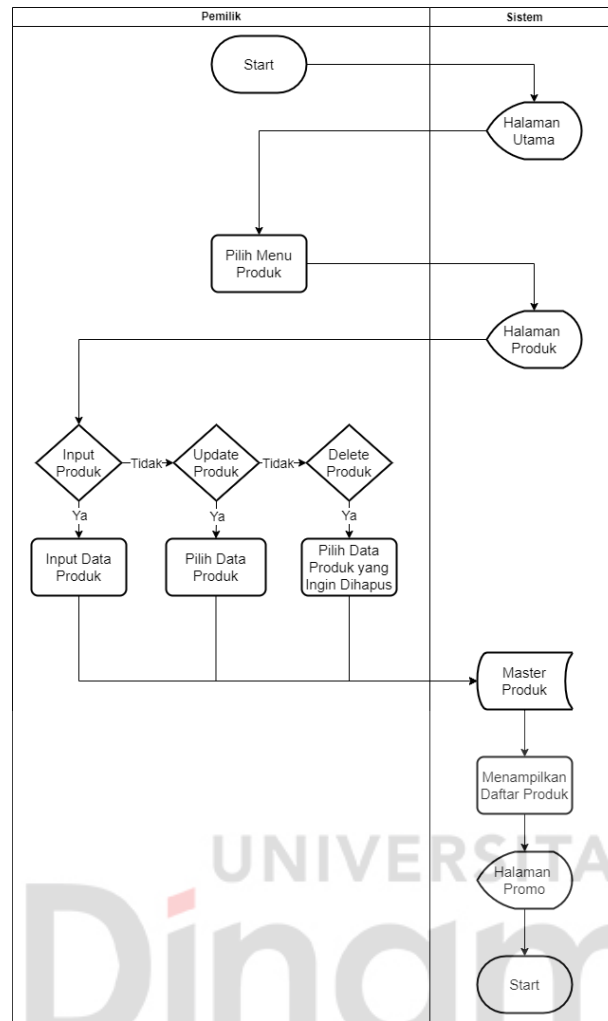 Pemilik
Sistem
Start
Halaman
Utama
Pilih Menu
Produk
Halaman
Produk
Input
Produk
Tidak
Update
Produk
Tidak
Delete
Produk
Ya
Ya
Ya
Input Data
Produk
Pilih Data
Produk
Pilih Data
Produk yang
Ingin Dihapus
Master
Produk
Menampilkan
Daftar Produk
UNIVERSITA
Halaman
Promo
Dinam
Start